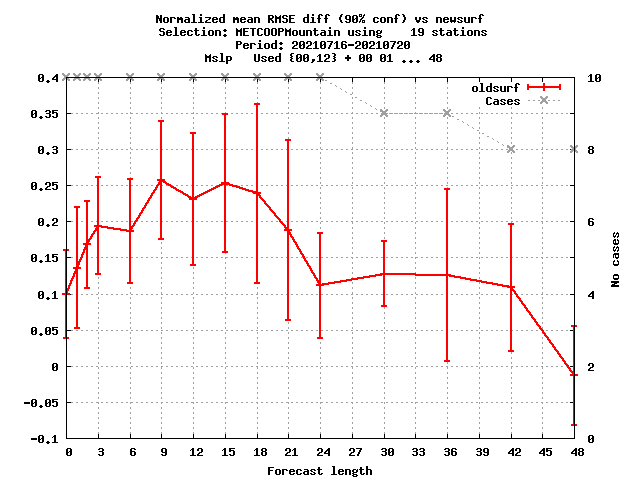 Normalized mean RMSE diff (90% conf) vs newsurf
Selection: METCOOPMountain using    19 stations
Period: 20210716-20210720
Mslp   Used {00,12} + 00 01 ... 48
oldsurf
Cases
0.4
0.35
0.3
0.25
0.2
0.15
0.1
0.05
0
-0.05
-0.1
10
8
6
4
2
0
No cases
0 3 6 9 12 15 18 21 24 27 30 33 36 39 42 45 48
Forecast length